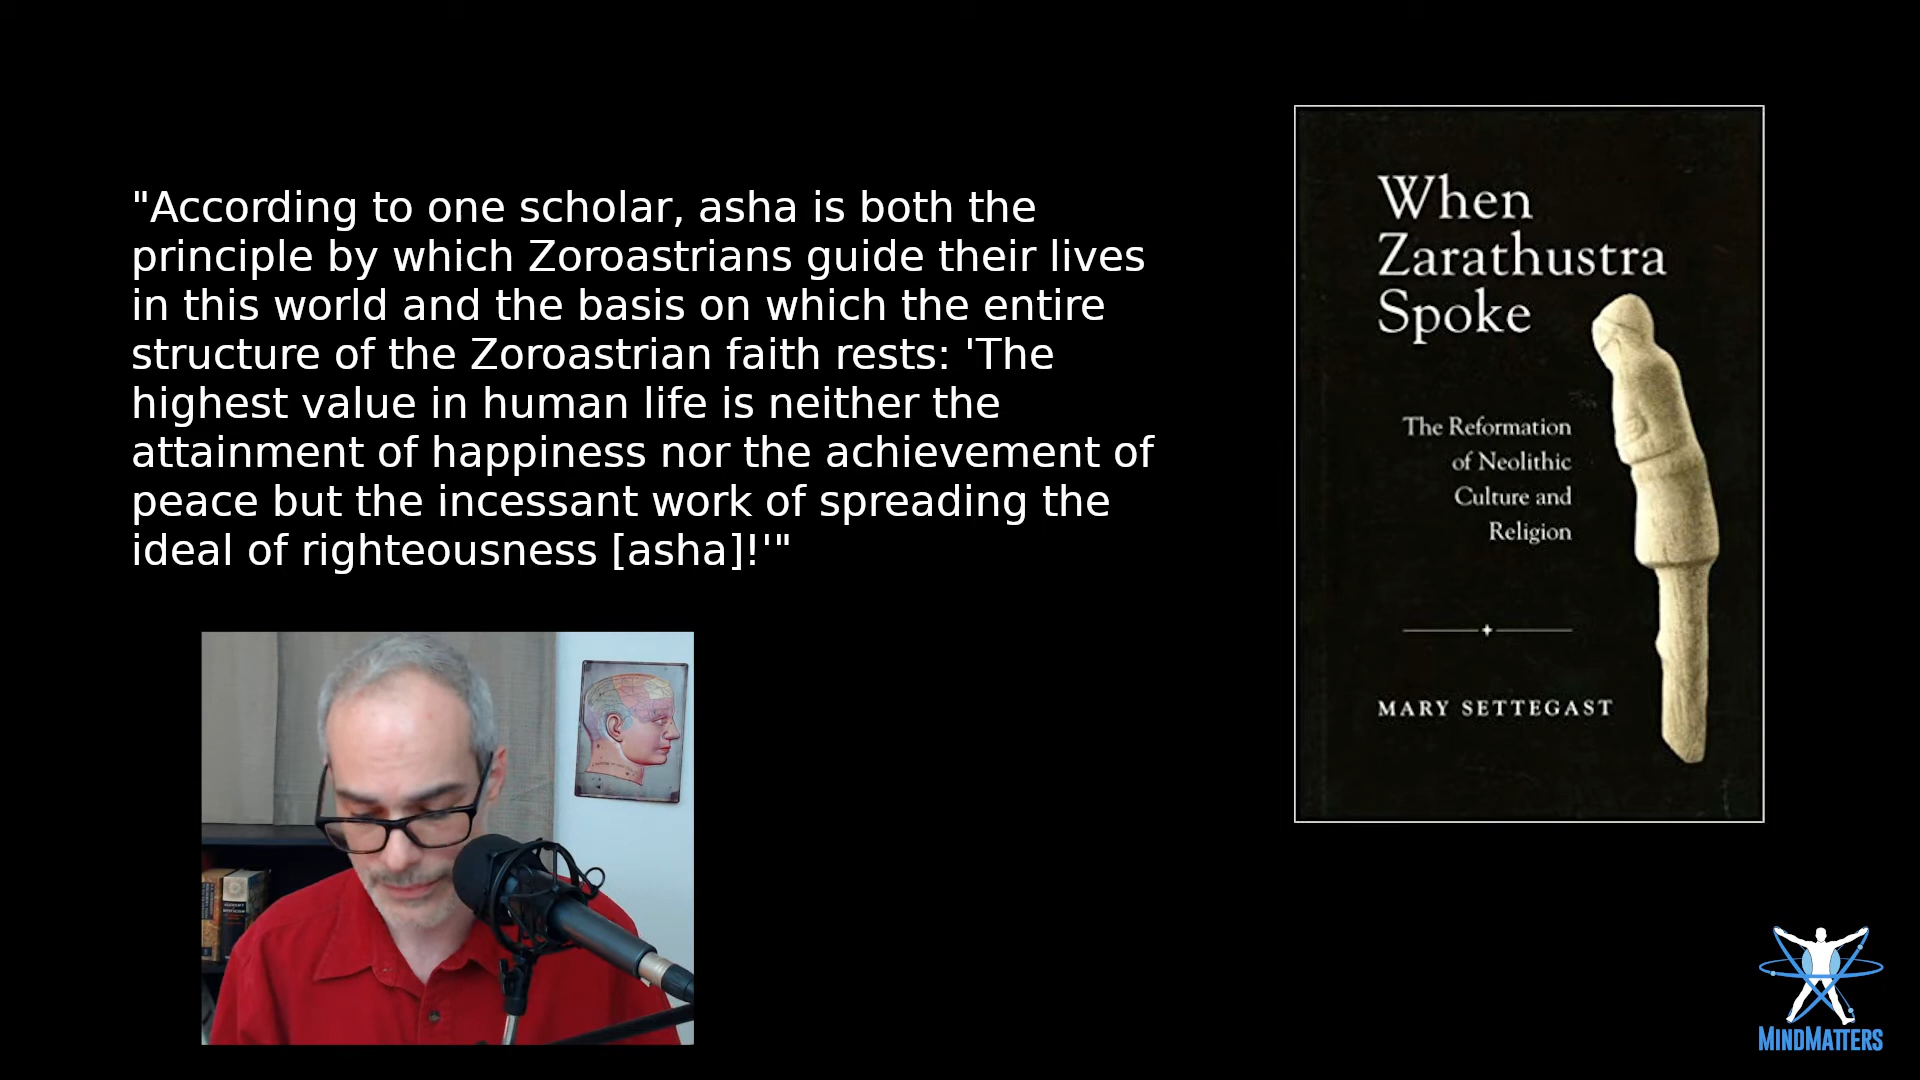 "According to one scholar, asha is both the
principle by which Zoroastrians guide their lives
in this world and the basis on which the entire
structure of the Zoroastrian faith rests: 'The
highest value in human life is neither the
attainment of happiness nor the achievement of
peace but the incessant work of spreading the
ideal of righteousness [asha]!'"
When
Zarathustra
Spoke
The Reformation
of Neolithic
Culture and
Religion
MARY SETTEGAST
MINDMATTERS